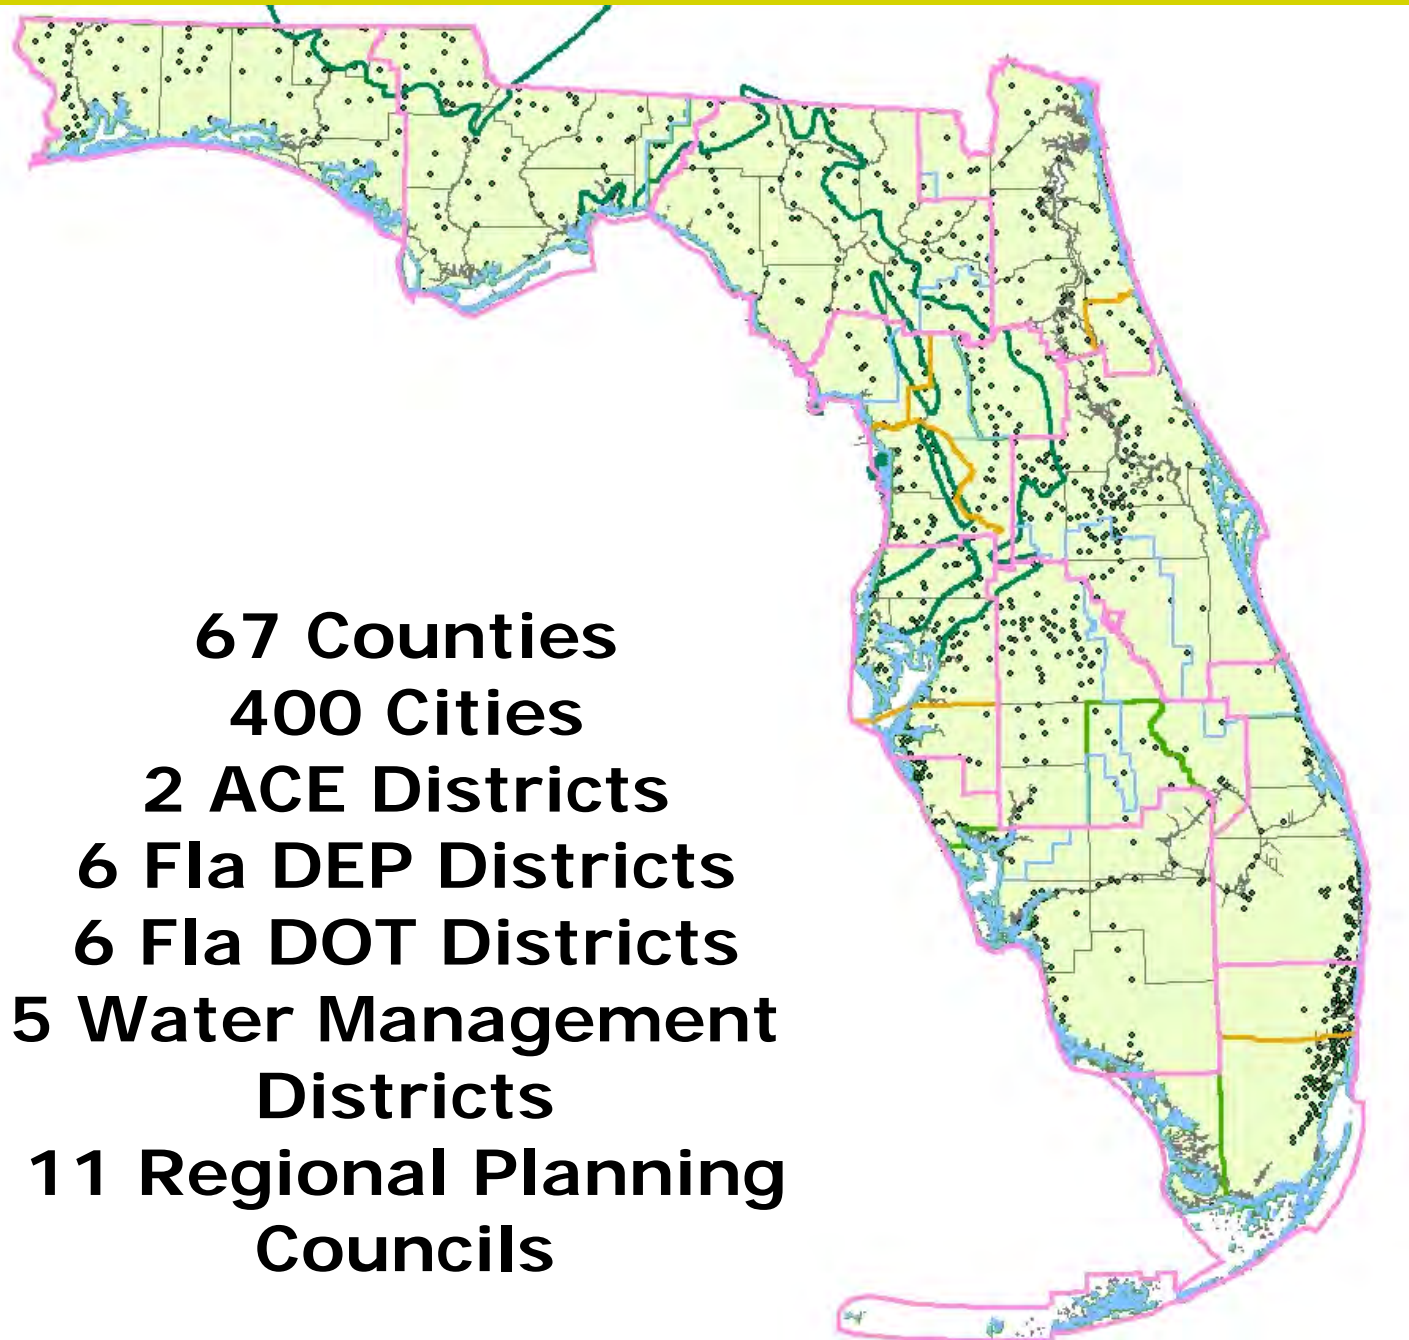 67 Counties
400 Cities
2 ACE Districts
6 Fla DEP Districts
6 Fla DOT Districts
5 Water Management
Districts
11 Regional Planning
Councils